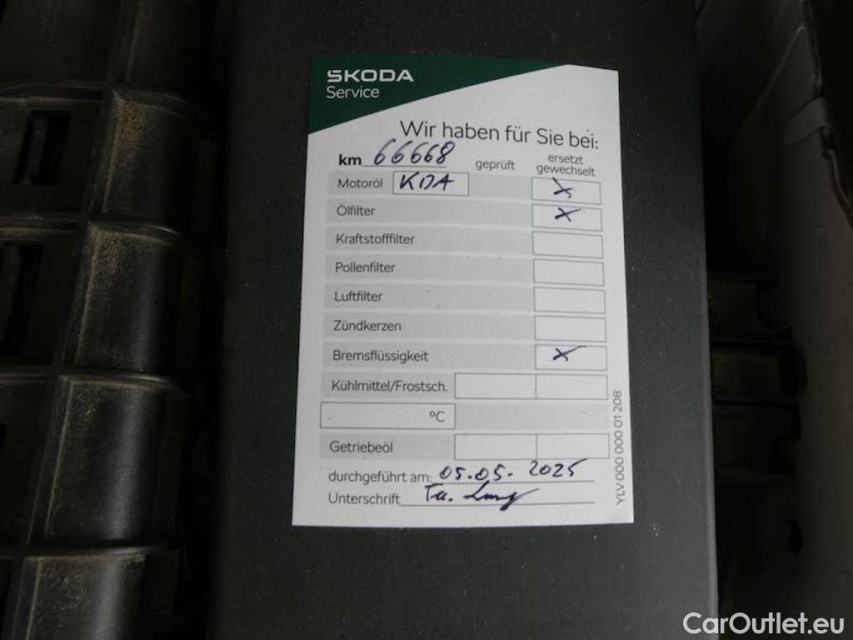 SKODA
Service
Wir haben für Sie bei:
km 66668 geprüft ersetzt gewechselt
Motoröl KDA X
Ölfilter X
Kraftstofffilter
Pollenfilter
Luftfilter
Zündkerzen
Bremsflüssigkeit X
Kühlmittel/Frostsch.
°C
Getriebeöl
durchgeführt am: 05.05.2025
Unterschrift
YLV 000 000 01 208
CarOutlet.eu